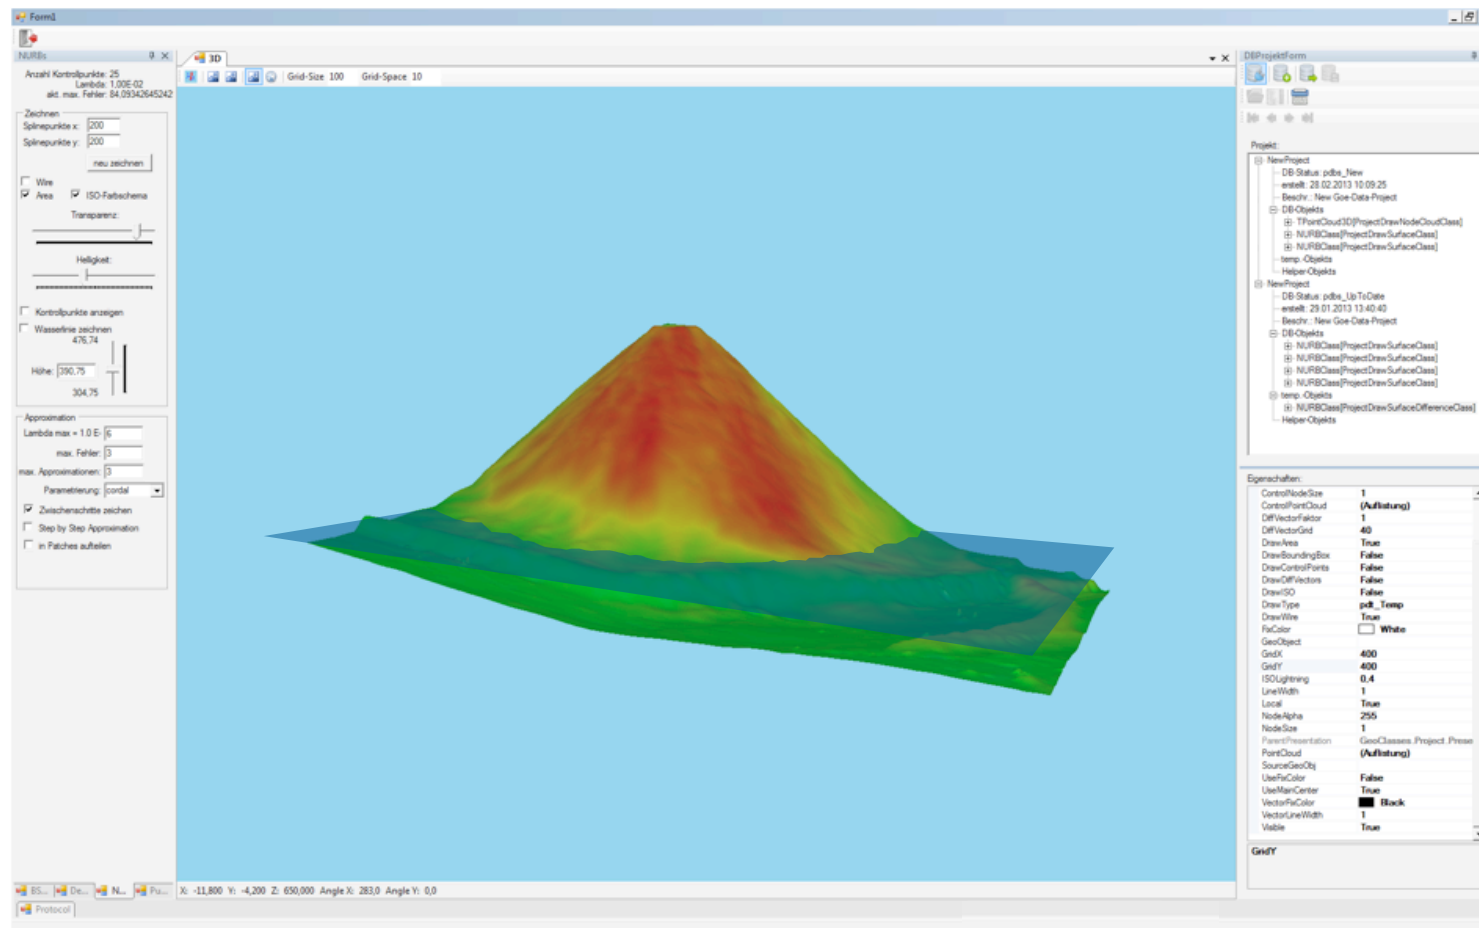 Form1
NURBs
Anzahl Kontrollpunkte: 25
Lambda: 1,00E-02
akt. max. Fehler: 84,09342645242
Zeichnen
Splinepunkte x: 200
Splinepunkte y: 200
neu zeichnen
Wire
Area ISO-Farbschema
Transparenz:
Helligkeit:
Kontrollpunkte anzeigen
Wasserlinie zeichnen
476,74
Höhe: 390,75
304,75
Approximation
Lambda max = 1.0 E- 6
max. Fehler: 3
max. Approximationen: 3
Parametrierung: cordal
Zwischenschritte zeichen
Step by Step Approximation
in Patches aufteilen
BS... De... N... Pu...
Protocol
3D
Grid-Size 100 Grid-Space 10
X: -11,800 Y: -4,200 Z: 650,000 Angle X: 283,0 Angle Y: 0,0
DBProjektForm
Projekt:
NewProject
DB-Status: pdbs_New
erstellt: 28.02.2013 10:09:25
Beschr.: New Goe-Data-Project
DB-Objekts
TPointCloud3D[ProjectDrawNodeCloudClass]
NURBClass[ProjectDrawSurfaceClass]
NURBClass[ProjectDrawSurfaceClass]
temp.-Objekts
Helper-Objekts
NewProject
DB-Status: pdbs_UpToDate
erstellt: 29.01.2013 13:40:40
Beschr.: New Goe-Data-Project
DB-Objekts
NURBClass[ProjectDrawSurfaceClass]
NURBClass[ProjectDrawSurfaceClass]
NURBClass[ProjectDrawSurfaceClass]
NURBClass[ProjectDrawSurfaceClass]
temp.-Objekts
NURBClass[ProjectDrawSurfaceDifferenceClass]
Helper-Objekts
Eigenschaften:
ControlNodeSize 1
ControlPointCloud (Auflistung)
DiffVectorFaktor 1
DiffVectorGrid 40
DrawArea True
DrawBoundingBox False
DrawControlPoints False
DrawDiffVectors False
DrawISO False
DrawType pdt_Temp
DrawWire True
FixColor White
GeoObject
GridX 400
GridY 400
ISOLightning 0,4
LineWidth 1
Local True
NodeAlpha 255
NodeSize 1
ParentPresentation GeoClasses.Project.Prese
PointCloud (Auflistung)
SourceGeoObj
UseFixColor False
UseMainCenter True
VectorFixColor Black
VectorLineWidth 1
Visible True
GridY